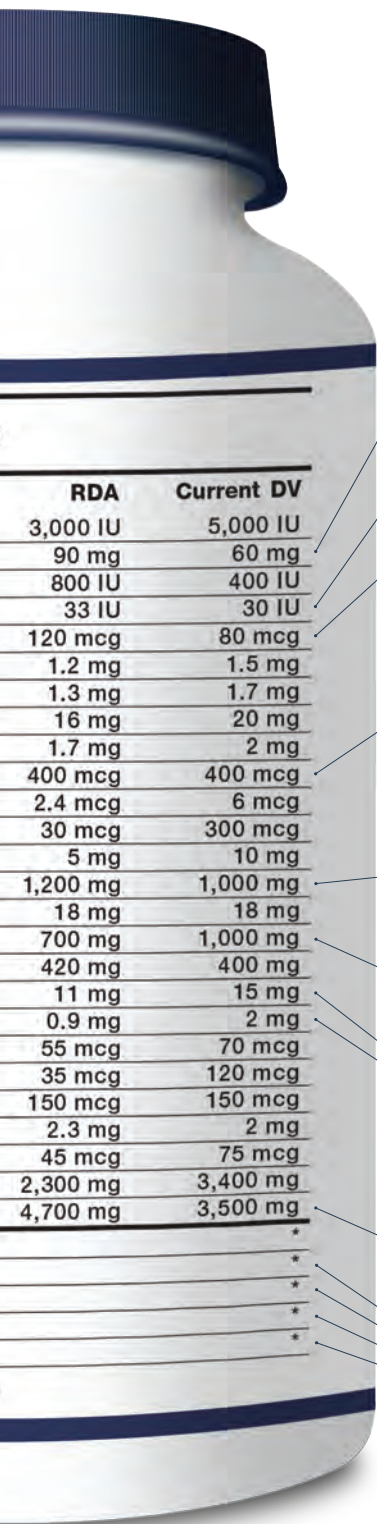 RDA Current DV
3,000 IU 5,000 IU
90 mg 60 mg
800 IU 400 IU
33 IU 30 IU
120 mcg 80 mcg
1.2 mg 1.5 mg
1.3 mg 1.7 mg
16 mg 20 mg
1.7 mg 2 mg
400 mcg 400 mcg
2.4 mcg 6 mcg
30 mcg 300 mcg
5 mg 10 mg
1,200 mg 1,000 mg
18 mg 18 mg
700 mg 1,000 mg
420 mg 400 mg
11 mg 15 mg
0.9 mg 2 mg
55 mcg 70 mcg
35 mcg 120 mcg
150 mcg 150 mcg
2.3 mg 2 mg
45 mcg 75 mcg
2,300 mg 3,400 mg
4,700 mg 3,500 mg
*
*
*
*
*